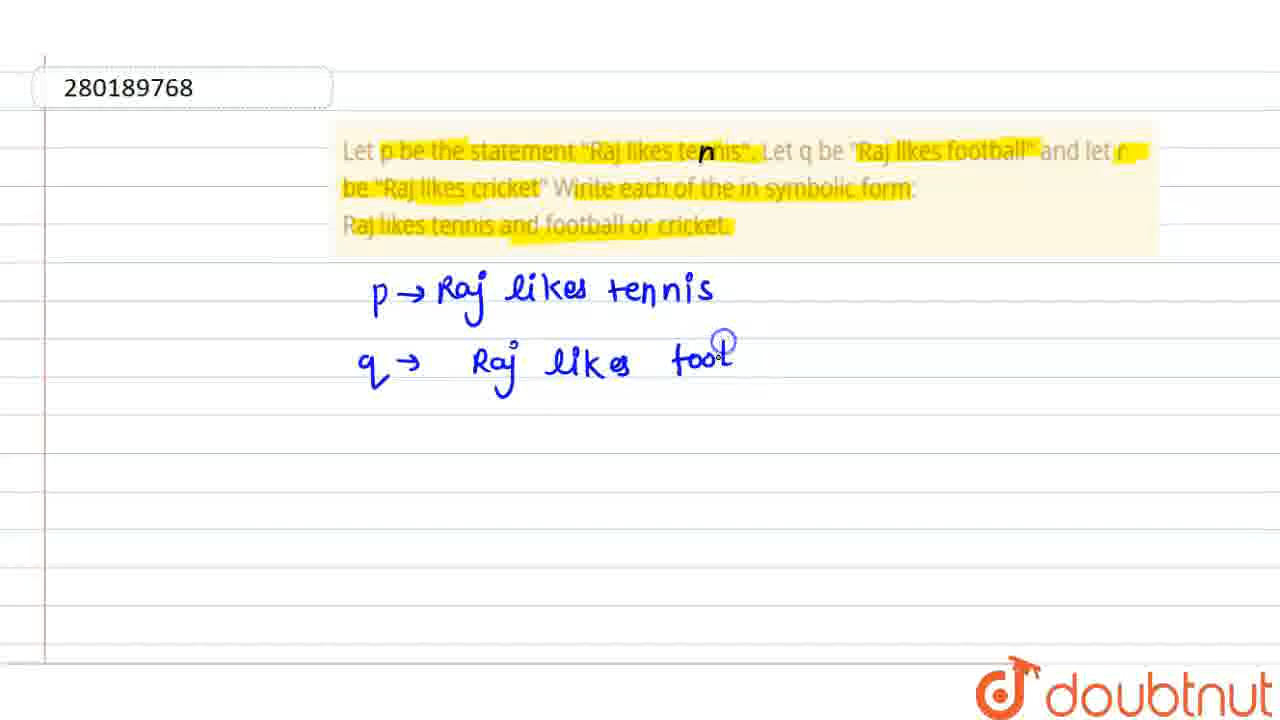 280189768
Let p be the statement "Raj likes tennis". Let q be "Raj likes football" and let r
be "Raj likes cricket" Wirite each of the in symbolic form:
Raj likes tennis and football or cricket.
p → Raj likes tennis
q → Raj likes foot
doubtnut